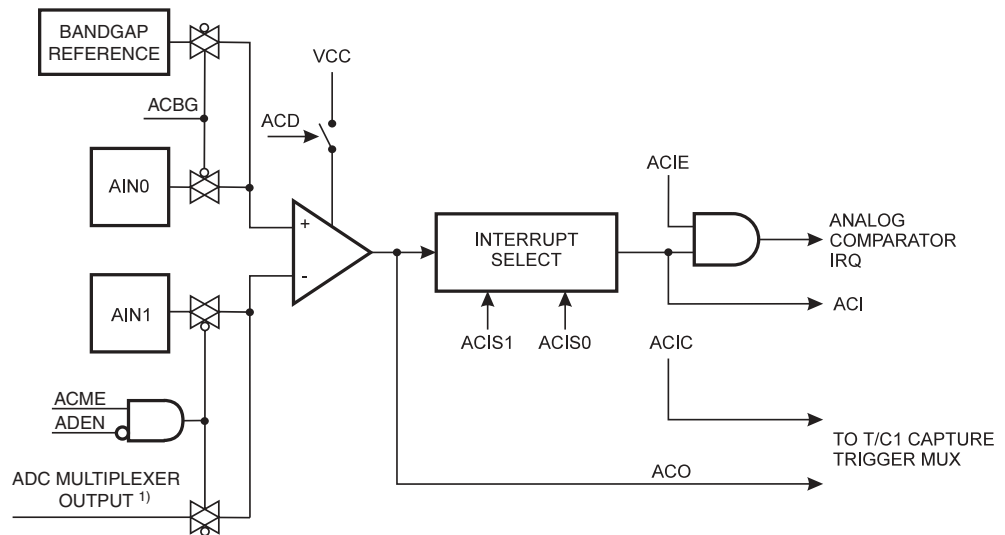 BANDGAP
REFERENCE
VCC
ACBG
ACD
AIN0
ACIE
+
INTERRUPT
SELECT
ANALOG
COMPARATOR
IRQ
-
AIN1
ACI
ACIS1
ACIS0
ACIC
ACME
ADEN
TO T/C1 CAPTURE
TRIGGER MUX
ACO
ADC MULTIPLEXER
OUTPUT 1)